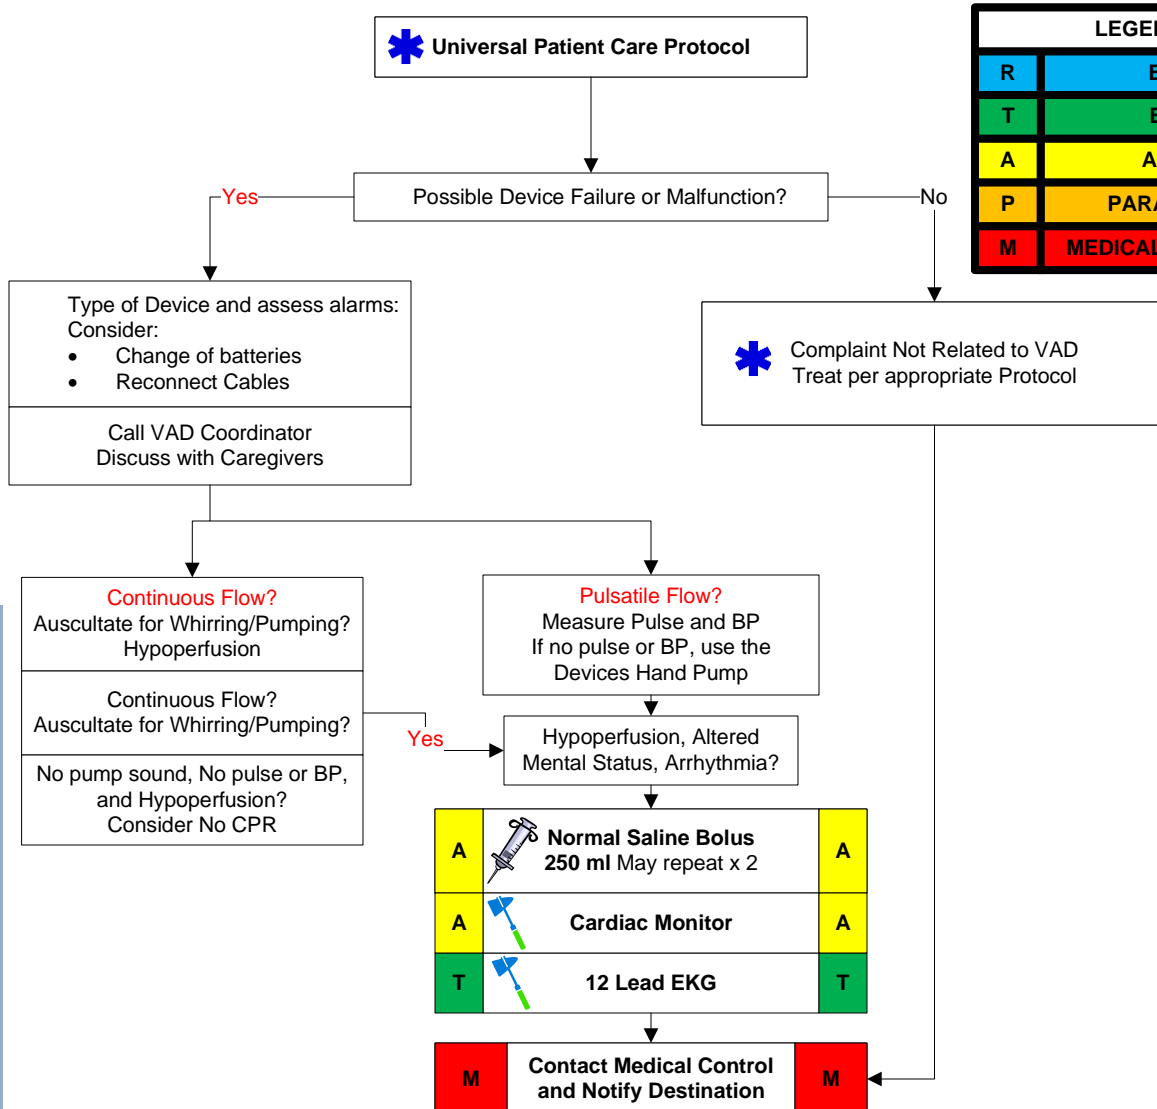 Universal Patient Care Protocol
LEGE
R
T
A
A
P
PARA
M
MEDICAL
Possible Device Failure or Malfunction?
Yes
No
Type of Device and assess alarms:
Consider:
• Change of batteries
• Reconnect Cables
Call VAD Coordinator
Discuss with Caregivers
Complaint Not Related to VAD
Treat per appropriate Protocol
Continuous Flow?
Auscultate for Whirring/Pumping?
Hypoperfusion
Continuous Flow?
Auscultate for Whirring/Pumping?
No pump sound, No pulse or BP,
and Hypoperfusion?
Consider No CPR
Pulsatile Flow?
Measure Pulse and BP
If no pulse or BP, use the
Devices Hand Pump
Yes
Hypoperfusion, Altered
Mental Status, Arrhythmia?
A
Normal Saline Bolus
250 ml May repeat x 2
A
A
Cardiac Monitor
A
T
12 Lead EKG
T
M
Contact Medical Control
and Notify Destination
M